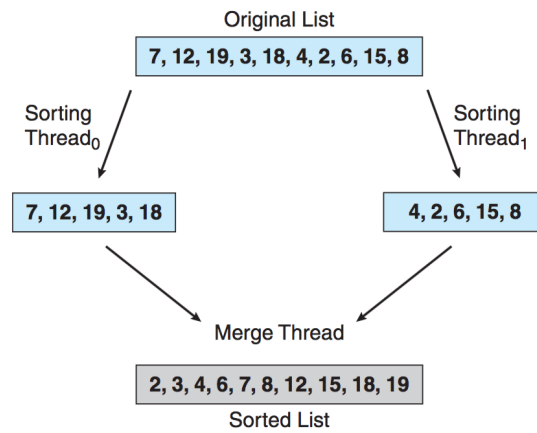 Original List
7, 12, 19, 3, 18, 4, 2, 6, 15, 8
Sorting
Thread0
Sorting
Thread1
7, 12, 19, 3, 18
4, 2, 6, 15, 8
Merge Thread
2, 3, 4, 6, 7, 8, 12, 15, 18, 19
Sorted List